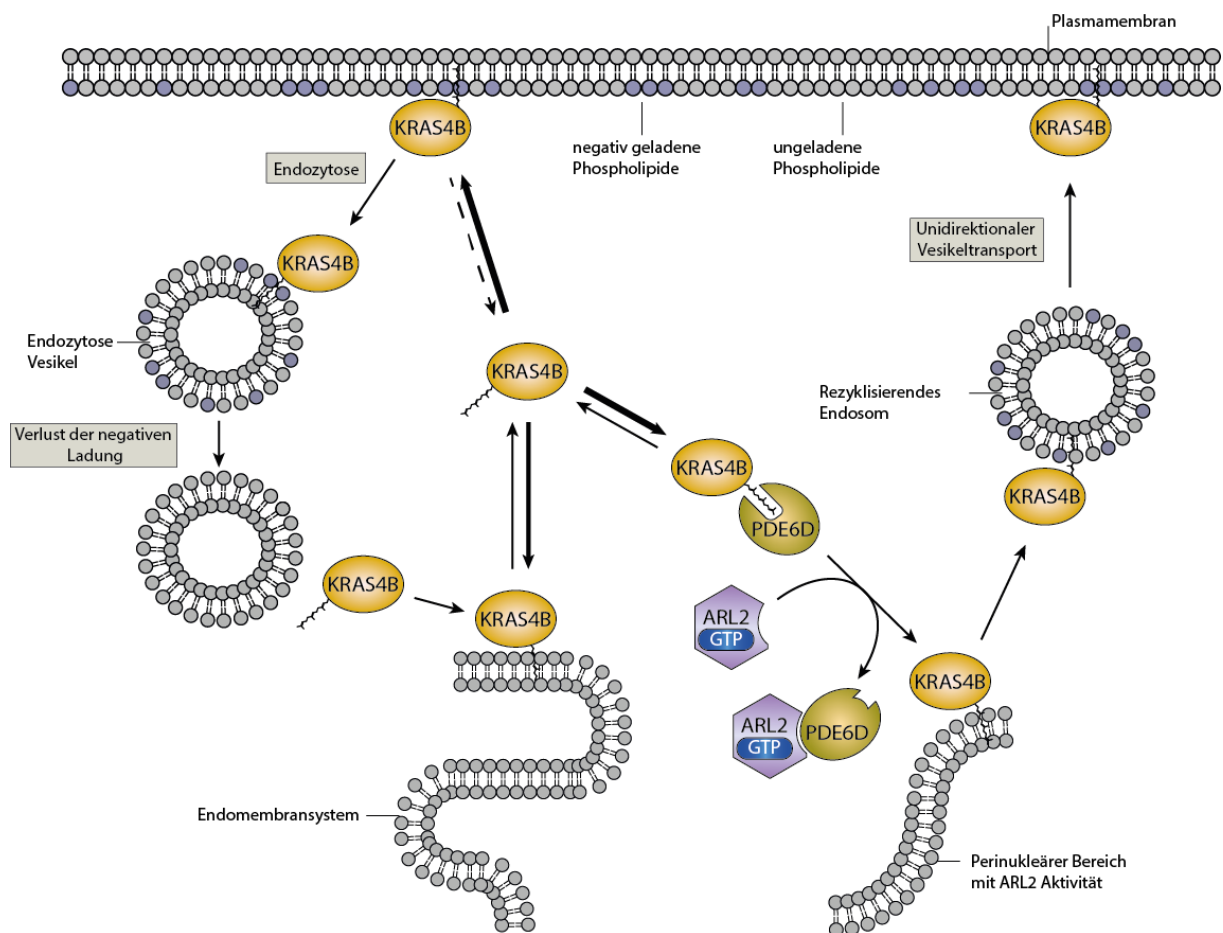 Plasmamembran
KRAS4B
KRAS4B
negativ geladene
Phospholipide
ungeladene
Phospholipide
Endozytose
Unidirektionaler
Vesikeltransport
KRAS4B
Endozytose
Vesikel
KRAS4B
Rezyklisierendes
Endosom
Verlust der negativen
Ladung
KRAS4B
PDE6D
KRAS4B
KRAS4B
KRAS4B
ARL2
GTP
KRAS4B
ARL2
GTP
PDE6D
Endomembransystem
Perinukleärer Bereich
mit ARL2 Aktivität